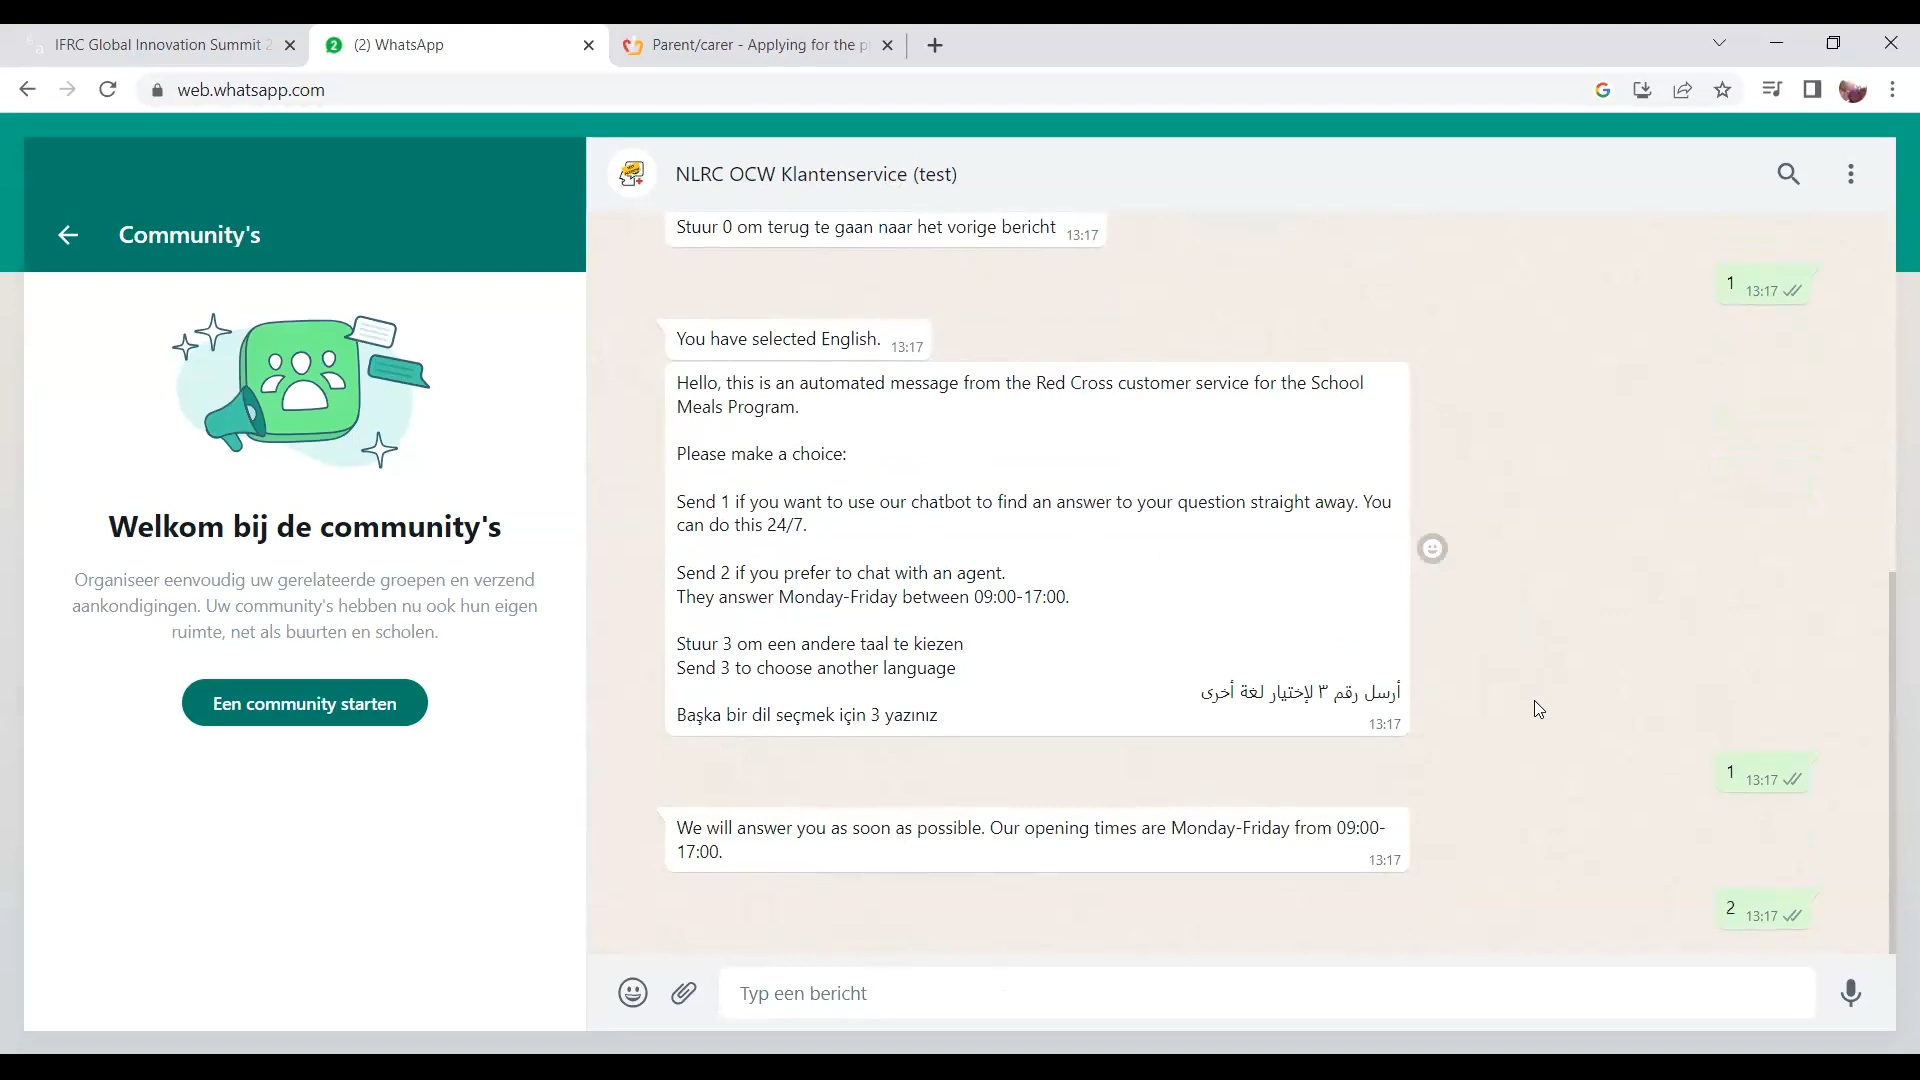 IFRC Global Innovation Summit 2
2 (2) WhatsApp
Parent/carer - Applying for the p
web.whatsapp.com
Community's
Welkom bij de community's
Organiseer eenvoudig uw gerelateerde groepen en verzend
aankondigingen. Uw community's hebben nu ook hun eigen
ruimte, net als buurten en scholen.
Een community starten
NLRC OCW Klantenservice (test)
Stuur 0 om terug te gaan naar het vorige bericht 13:17
1 13:17
You have selected English. 13:17
Hello, this is an automated message from the Red Cross customer service for the School
Meals Program.
Please make a choice:
Send 1 if you want to use our chatbot to find an answer to your question straight away. You
can do this 24/7.
Send 2 if you prefer to chat with an agent.
They answer Monday-Friday between 09:00-17:00.
Stuur 3 om een andere taal te kiezen
Send 3 to choose another language
أرسل رقم ٣ لإختيار لغة أخرى
Başka bir dil seçmek için 3 yazınız
13:17
1 13:17
We will answer you as soon as possible. Our opening times are Monday-Friday from 09:00-
17:00.
13:17
2 13:17
Typ een bericht